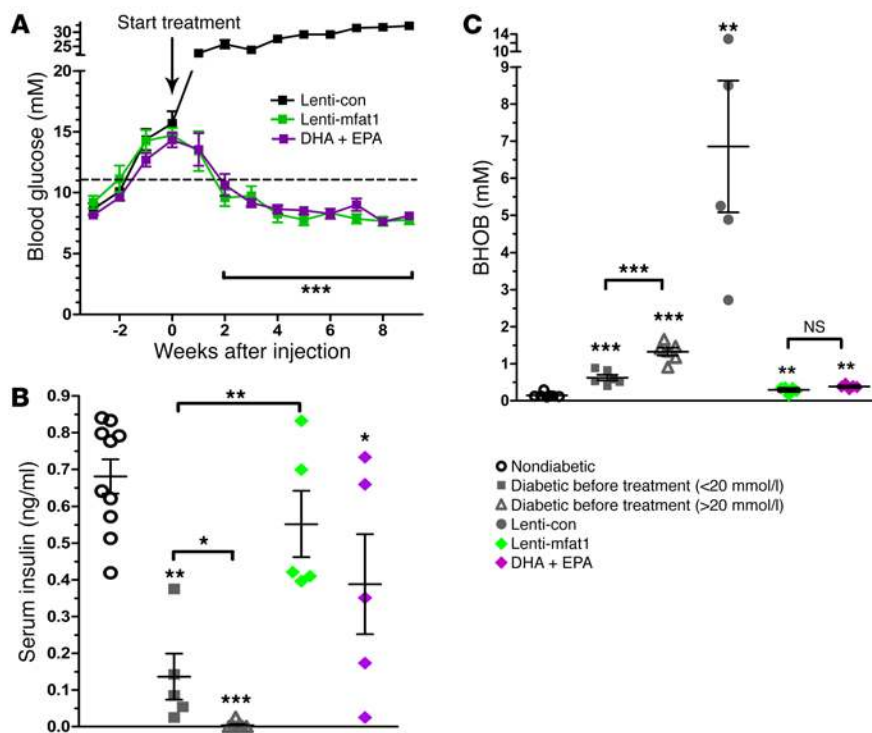 A
Start treatment
30
25
20
15
10
5
0
Blood glucose (mM)
Lenti-con
Lenti-mfat1
DHA + EPA
***
-2 0 2 4 6 8
Weeks after injection
B
0.9
0.8
0.7
0.6
0.5
0.4
0.3
0.2
0.1
0.0
Serum insulin (ng/ml)
**
*
**
*
***
C
14
12
10
9
8
7
6
5
4
3
2
1
0
BHOB
(mM)
**
***
***
***
NS
**
**
Nondiabetic
Diabetic before treatment (<20 mmol/l)
Diabetic before treatment (>20 mmol/l)
Lenti-con
Lenti-mfat1
DHA + EPA